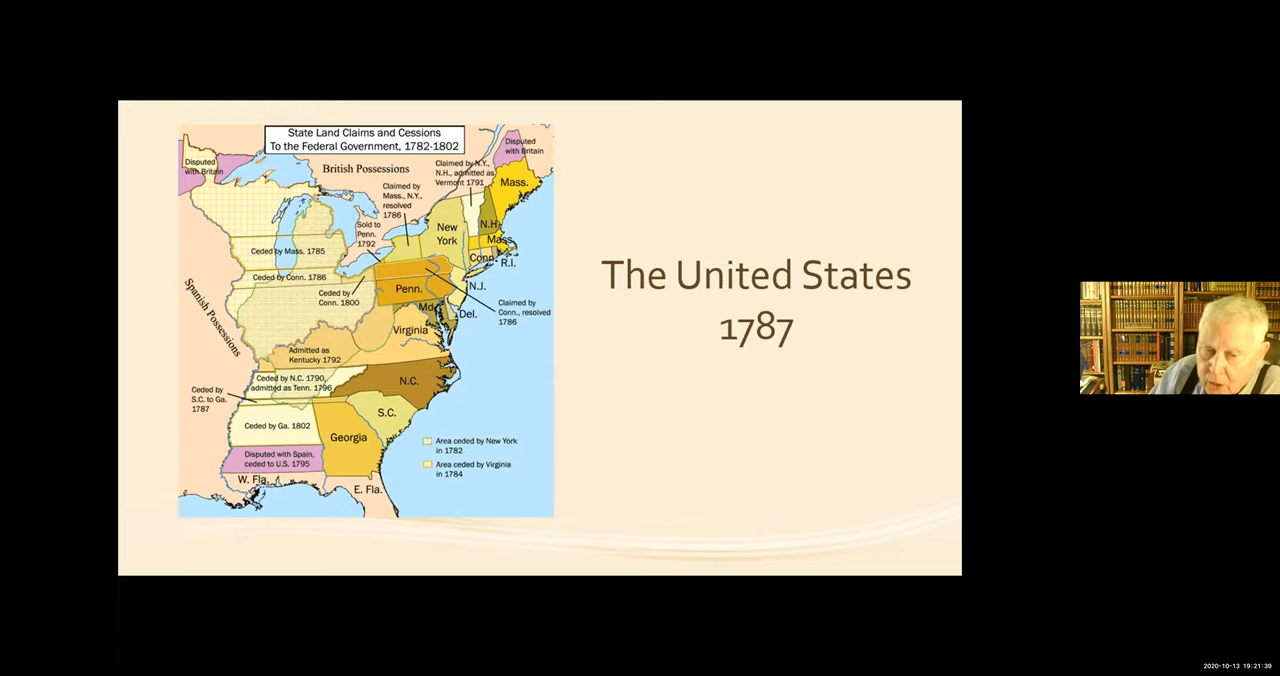 State Land Claims and Cessions
To the Federal Government, 1782-1802
Disputed
with Britain
British Possessions
Disputed
with Britain
Claimed by N.Y.,
N.H., admitted as
Vermont 1791
Claimed by
Mass., N.Y.,
resolved
1786
Mass.
Sold to
Penn.
1792
New
York
N.H.
Mass.
Ceded by Mass. 1785
Conn.
R.I.
Ceded by Conn. 1786
Ceded by
Conn. 1800
Penn.
N.J.
Md.
Del.
Claimed by
Conn., resolved
1786
Spanish Possessions
Virginia
Admitted as
Kentucky 1792
Ceded by N.C. 1790,
admitted as Tenn. 1796
N.C.
Ceded by
S.C. to Ga.
1787
S.C.
Ceded by Ga. 1802
Georgia
Area ceded by New York
in 1782
Disputed with Spain,
ceded to U.S. 1795
Area ceded by Virginia
in 1784
W. Fla.
E. Fla.
The United States
1787
2020-10-13 19:21:39